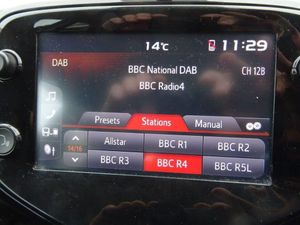 14°C 11:29
DAB BBC National DAB CH 12B
BBC Radio4
Presets Stations Manual
Allstar BBC R1 BBC R2
14/16
BBC R3 BBC R4 BBC R5L